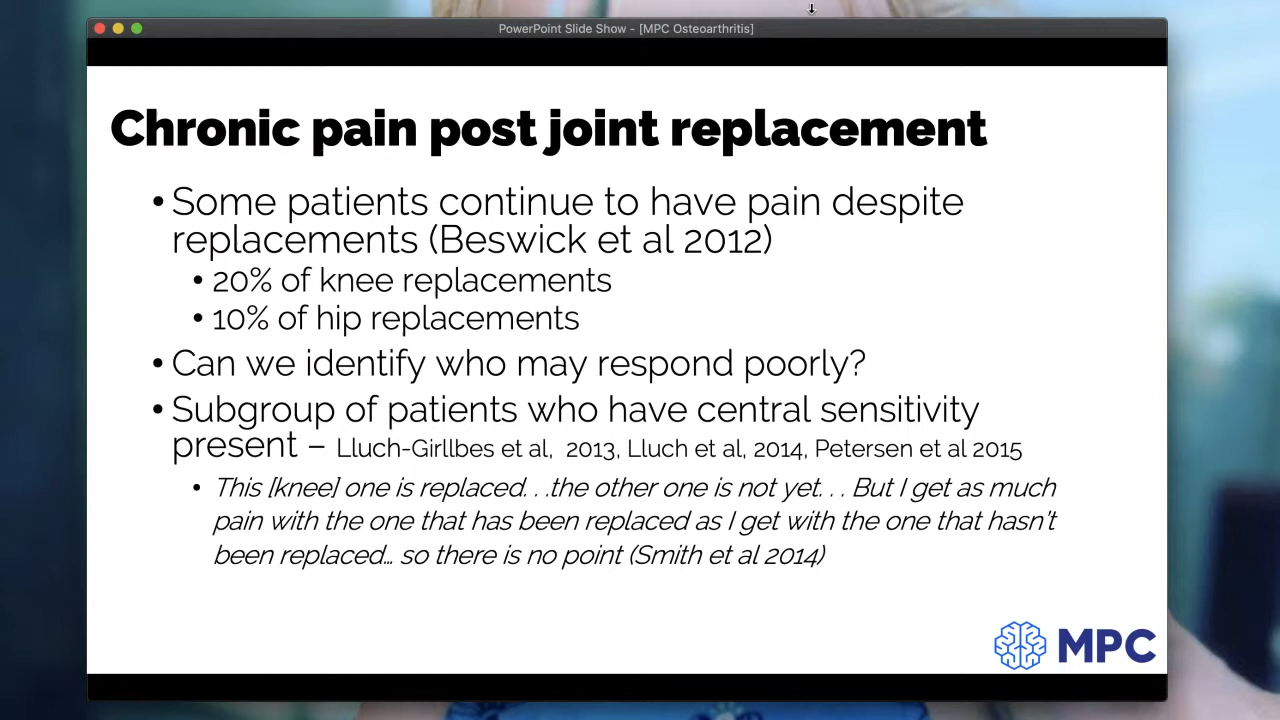 PowerPoint Slide Show - [MPC Osteoarthritis]
Chronic pain post joint replacement
• Some patients continue to have pain despite
replacements (Beswick et al 2012)
• 20% of knee replacements
• 10% of hip replacements
• Can we identify who may respond poorly?
• Subgroup of patients who have central sensitivity
present – Lluch-Girllbes et al,  2013, Lluch et al, 2014, Petersen et al 2015
• This [knee] one is replaced. . .the other one is not yet. . . But I get as much
pain with the one that has been replaced as I get with the one that hasn't
been replaced… so there is no point (Smith et al 2014)
MPC